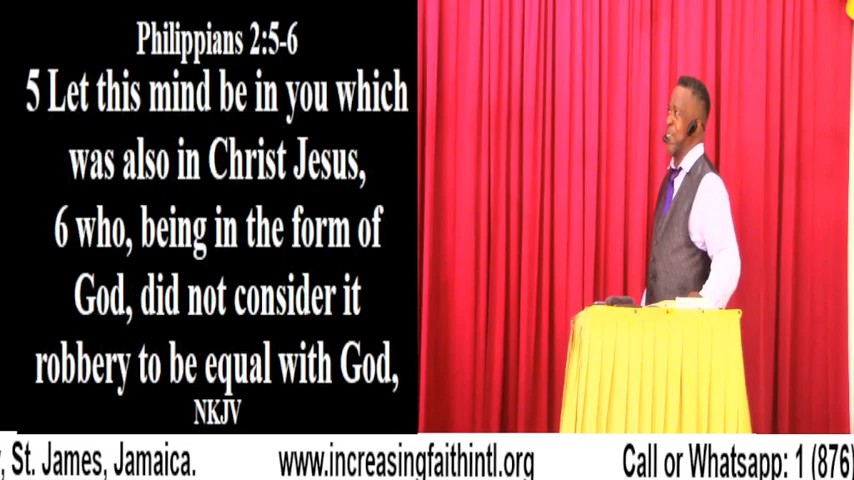 Philippians 2:5-6
5 Let this mind be in you which
was also in Christ Jesus,
6 who, being in the form of
God, did not consider it
robbery to be equal with God,
NKJV
, St. James, Jamaica. www.increasingfaithintl.org Call or Whatsapp: 1 (876)